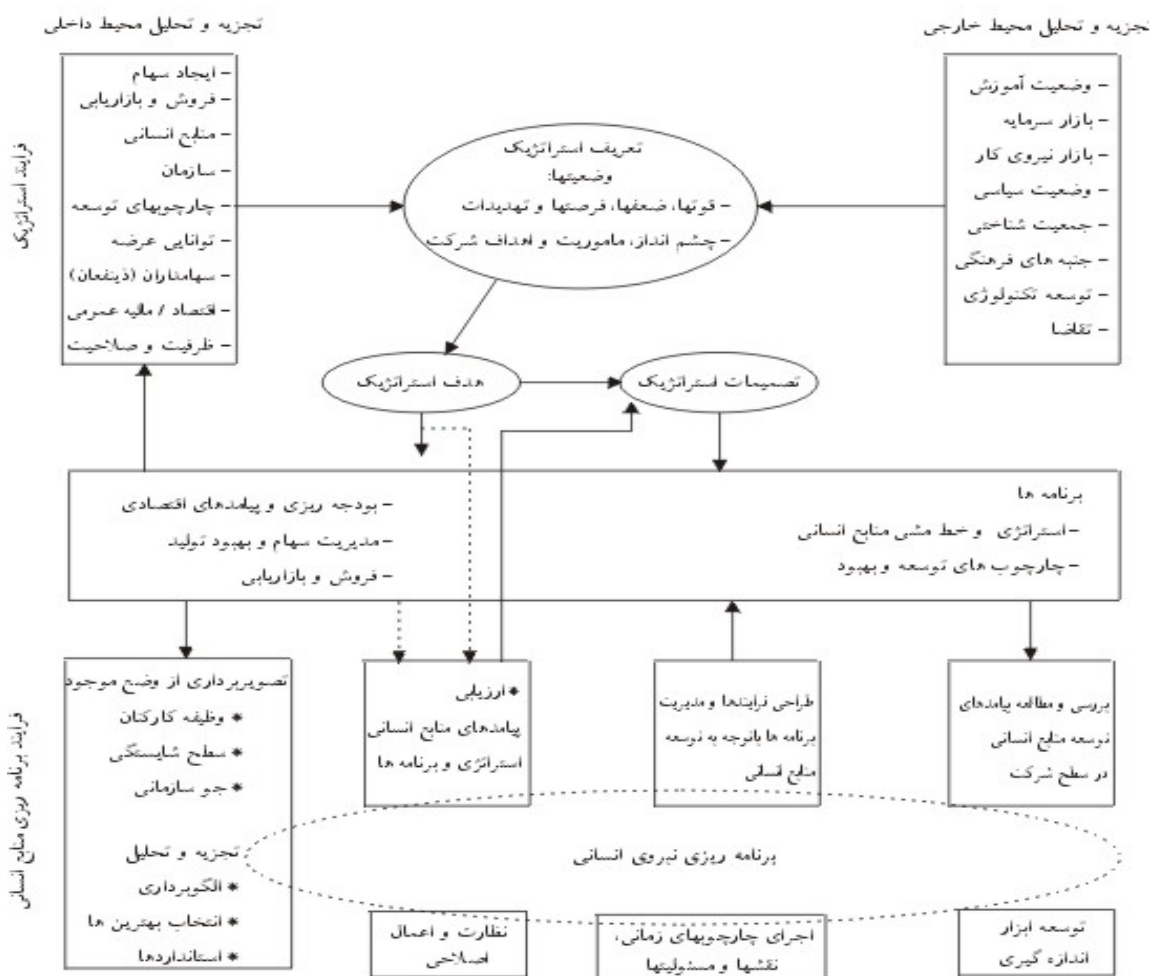 تجزیه و تحلیل محیط خارجی
- وضعیت آموزش
- بازار سرمایه
- بازار نیروی کار
- وضعیت سیاسی
- جمعیت شناختی
- جنبه های فرهنگی
- توسعه تکنولوژی
- تقاضا
تجزیه و تحلیل محیط داخلی
- ایجاد سهام
- فروش و بازاریابی
- منابع انسانی
- سازمان
- چارچوبهای توسعه
- توانایی عرضه
- سهامداران (ذینفعان)
- اقتصاد / مالیه عمومی
- ظرفیت و صلاحیت
فرایند استراتژیک
تعریف استراتژیک
وضعیتها:
- قوتها، ضعفها، فرصتها و تهدیدات
- چشم انداز، ماموریت و اهداف شرکت
هدف استراتژیک
تصمیمات استراتژیک
برنامه ها
- استراتژی و خط مشی منابع انسانی
- چارچوب های توسعه و بهبود
- بودجه ریزی و پیامدهای اقتصادی
- مدیریت سهام و بهبود تولید
- فروش و بازاریابی
فرایند برنامه ریزی منابع انسانی
بررسی و مطالعه پیامدهای
توسعه منابع انسانی
در سطح شرکت
طراحی فرایندها و مدیریت
برنامه ها باتوجه به توسعه
منابع انسانی
* ارزیابی
پیامدهای منابع انسانی
استراتژی و برنامه ها
تصویربرداری از وضع موجود
* وظیفه کارکنان
* سطح شایستگی
* جو سازمانی
تجزیه و تحلیل
* الگوبرداری
* انتخاب بهترین ها
* استانداردها
برنامه ریزی نیروی انسانی
توسعه ابزار
اندازه گیری
اجرای چارچوبهای زمانی،
نقشها و مسئولیتها
نظارت و اعمال
اصلاحی